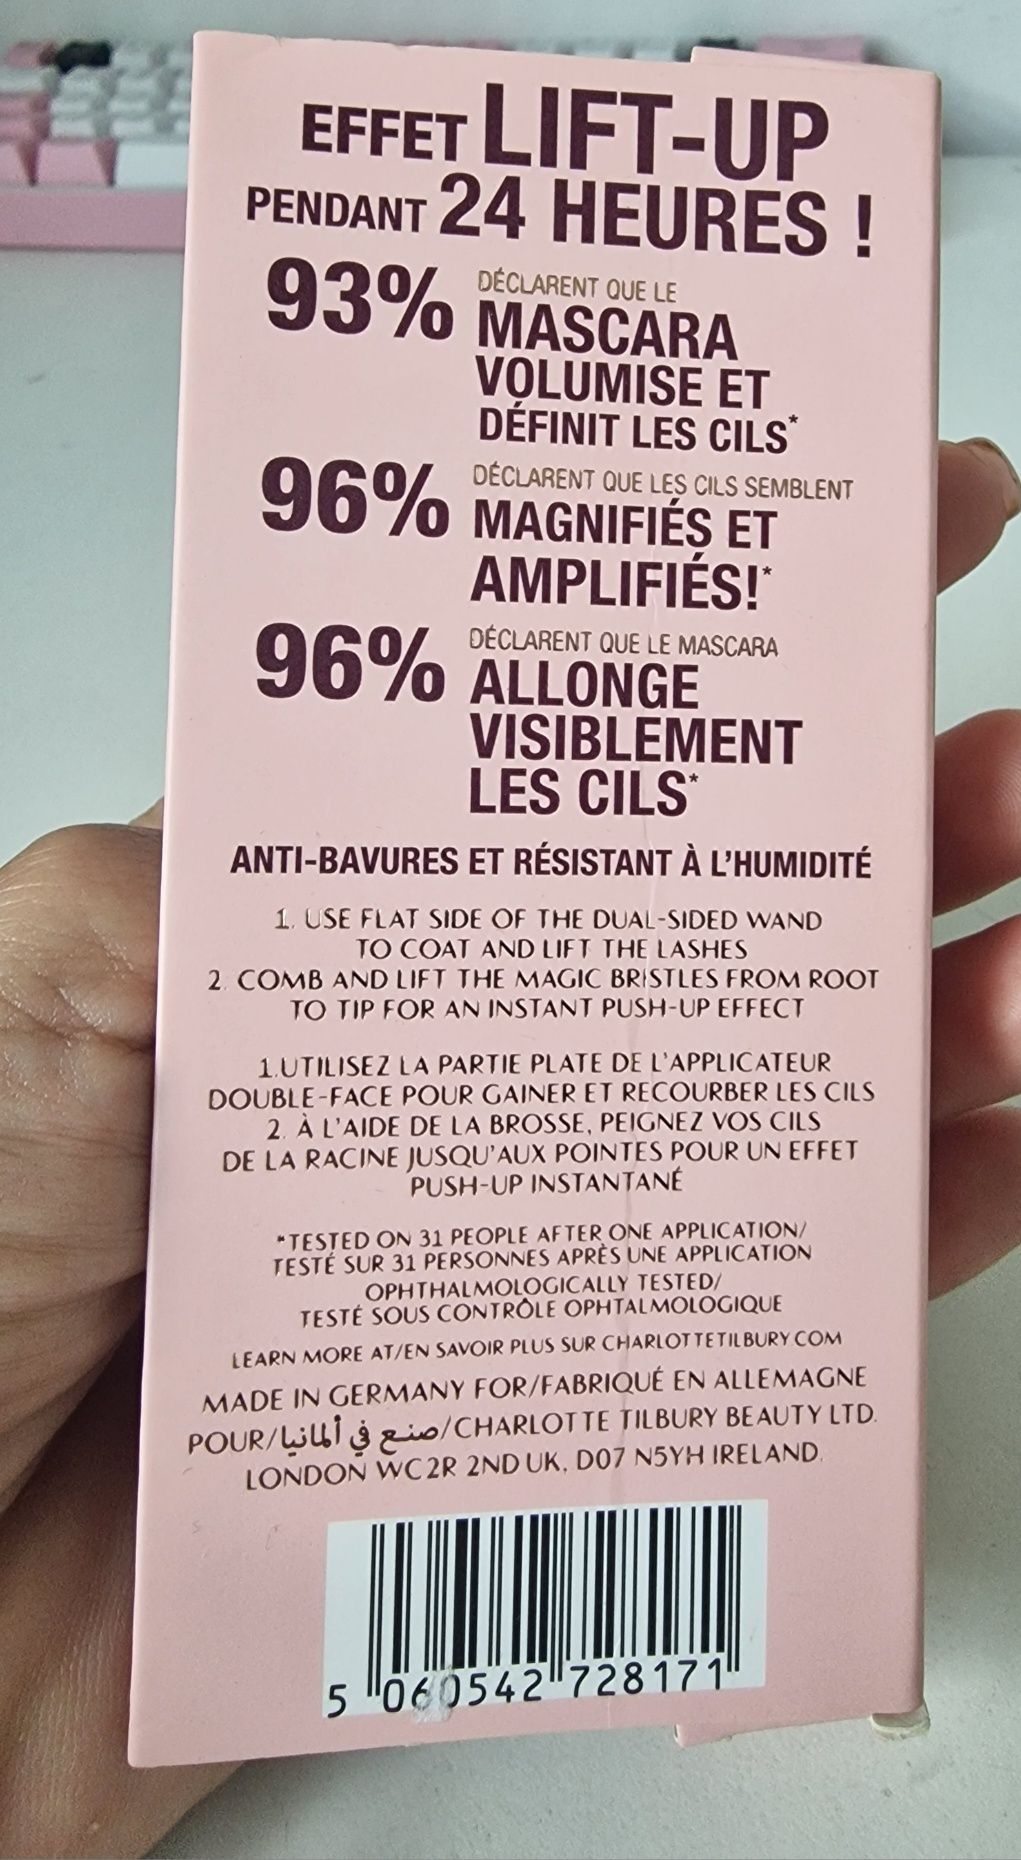 EFFET LIFT-UP
PENDANT 24 HEURES !
93% DÉCLARENT QUE LE
MASCARA
VOLUMISE ET
DÉFINIT LES CILS*
96% DÉCLARENT QUE LES CILS SEMBLENT
MAGNIFIÉS ET
AMPLIFIÉS!*
96% DÉCLARENT QUE LE MASCARA
ALLONGE
VISIBLEMENT
LES CILS*
ANTI-BAVURES ET RÉSISTANT À L'HUMIDITÉ
1. USE FLAT SIDE OF THE DUAL-SIDED WAND
TO COAT AND LIFT THE LASHES
2. COMB AND LIFT THE MAGIC BRISTLES FROM ROOT
TO TIP FOR AN INSTANT PUSH-UP EFFECT
1.UTILISEZ LA PARTIE PLATE DE L'APPLICATEUR
DOUBLE-FACE POUR GAINER ET RECOURBER LES CILS
2. À L'AIDE DE LA BROSSE, PEIGNEZ VOS CILS
DE LA RACINE JUSQU'AUX POINTES POUR UN EFFET
PUSH-UP INSTANTANÉ
*TESTED ON 31 PEOPLE AFTER ONE APPLICATION/
TESTÉ SUR 31 PERSONNES APRÈS UNE APPLICATION
OPHTHALMOLOGICALLY TESTED/
TESTÉ SOUS CONTRÔLE OPHTALMOLOGIQUE
LEARN MORE AT/EN SAVOIR PLUS SUR CHARLOTTETILBURY.COM
MADE IN GERMANY FOR/FABRIQUÉ EN ALLEMAGNE
POUR/صنع في ألمانيا/CHARLOTTE TILBURY BEAUTY LTD.
LONDON WC2R 2ND UK, D07 N5YH IRELAND.
5 060542 728171